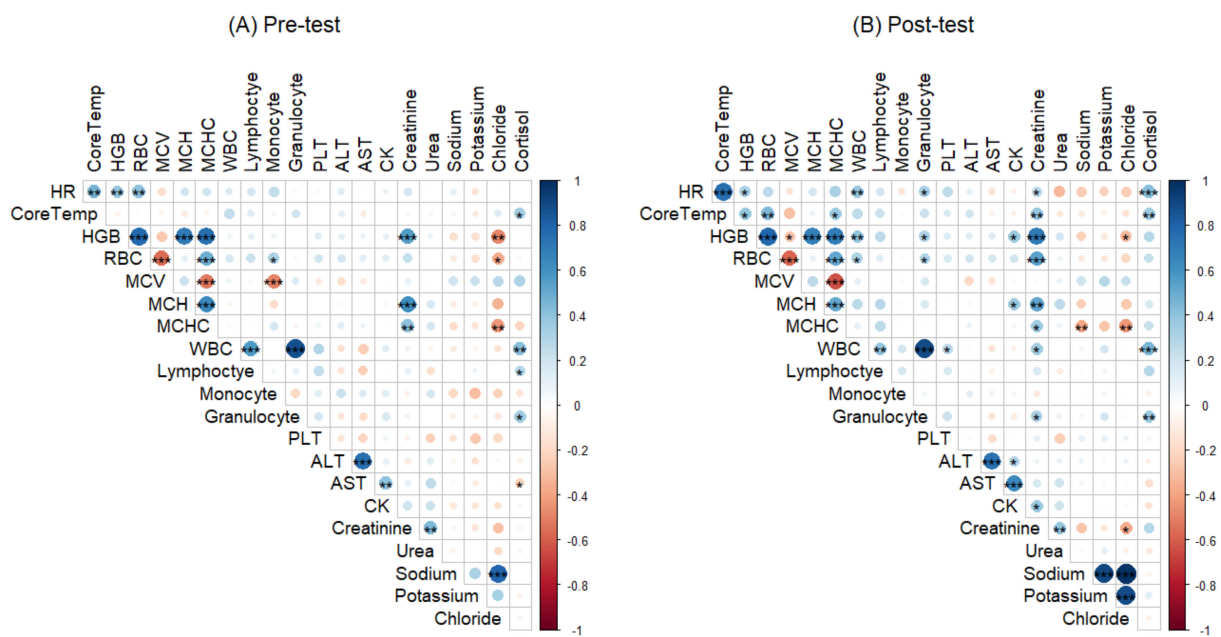 (A) Pre-test
CoreTemp
HGB
RBC
MCV
MCH
MCHC
WBC
Lymphoctye
Monocyte
Granulocyte
PLT
ALT
AST
CK
Creatinine
Urea
Sodium
Potassium
Chloride
Cortisol
HR ** ** **
CoreTemp *
HGB *** *** *** *** **
RBC *** *** * *
MCV *** ***
MCH *** ***
MCHC ** **
WBC *** *** **
Lymphoctye *
Monocyte
Granulocyte *
PLT
ALT ***
AST ** *
CK
Creatinine **
Urea
Sodium ***
Potassium
Chloride
1
0.8
0.6
0.4
0.2
0
-0.2
-0.4
-0.6
-0.8
-1
(B) Post-test
CoreTemp
HGB
RBC
MCV
MCH
MCHC
WBC
Lymphoctye
Monocyte
Granulocyte
PLT
ALT
AST
CK
Creatinine
Urea
Sodium
Potassium
Chloride
Cortisol
HR *** * ** * * ***
CoreTemp * ** * ** **
HGB *** * *** *** ** * * *** *
RBC *** *** * * ***
MCV ***
MCH *** * **
MCHC * ** **
WBC ** *** * * ***
Lymphoctye
Monocyte
Granulocyte * **
PLT
ALT *** *
AST ***
CK *
Creatinine ** *
Urea
Sodium *** ***
Potassium ***
Chloride
1
0.8
0.6
0.4
0.2
0
-0.2
-0.4
-0.6
-0.8
-1